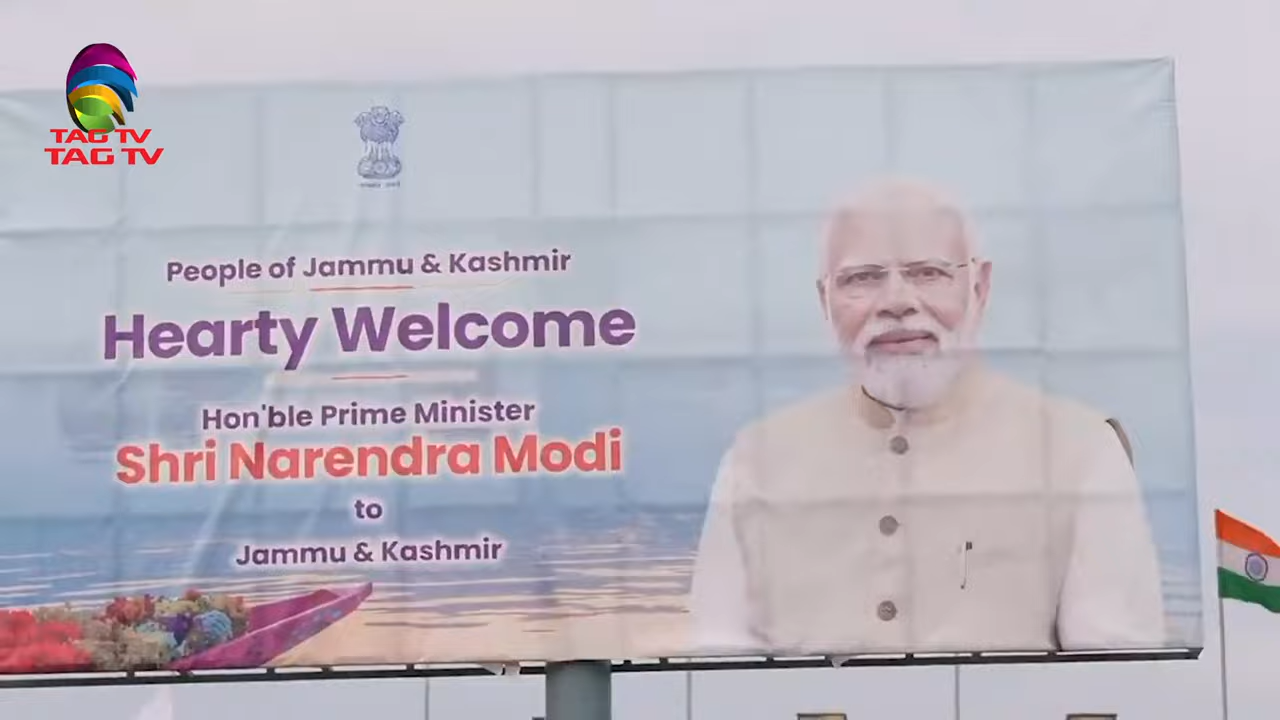 TAG TV
TAG TV
People of Jammu & Kashmir
Hearty Welcome
Hon'ble Prime Minister
Shri Narendra Modi
to
Jammu & Kashmir